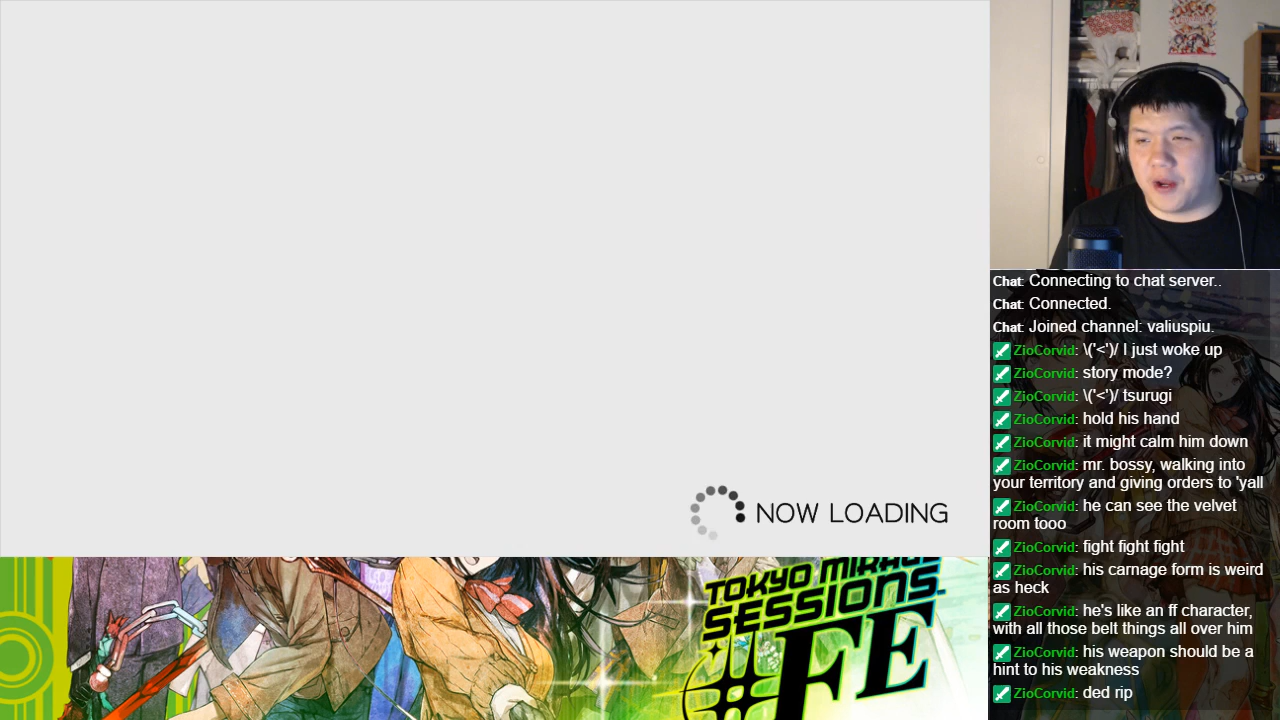 NOW LOADING
TOKYO MIRAGE
SESSIONS
#FE
Chat: Connecting to chat server..
Chat: Connected.
Chat: Joined channel: valiuspiu.
ZioCorvid: \('<')/ I just woke up
ZioCorvid: story mode?
ZioCorvid: \('<')/ tsurugi
ZioCorvid: hold his hand
ZioCorvid: it might calm him down
ZioCorvid: mr. bossy, walking into
your territory and giving orders to 'yall
ZioCorvid: he can see the velvet
room tooo
ZioCorvid: fight fight fight
ZioCorvid: his carnage form is weird
as heck
ZioCorvid: he's like an ff character,
with all those belt things all over him
ZioCorvid: his weapon should be a
hint to his weakness
ZioCorvid: ded rip